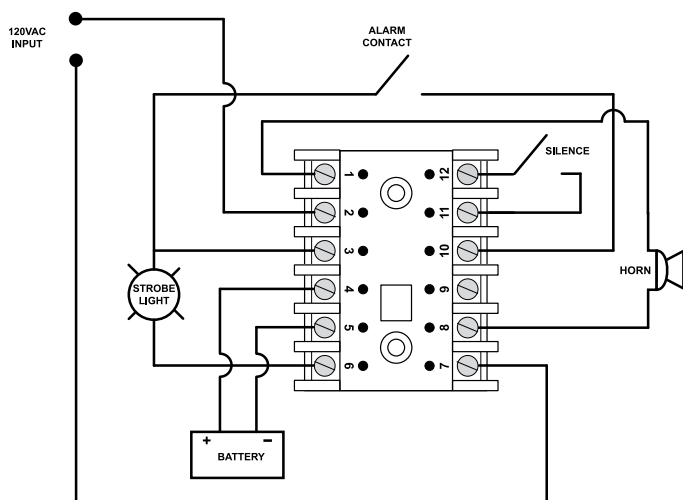 120VAC
INPUT
ALARM
CONTACT
SILENCE
1
12
2
11
3
10
HORN
STROBE
LIGHT
4
9
5
8
6
7
+
-
BATTERY